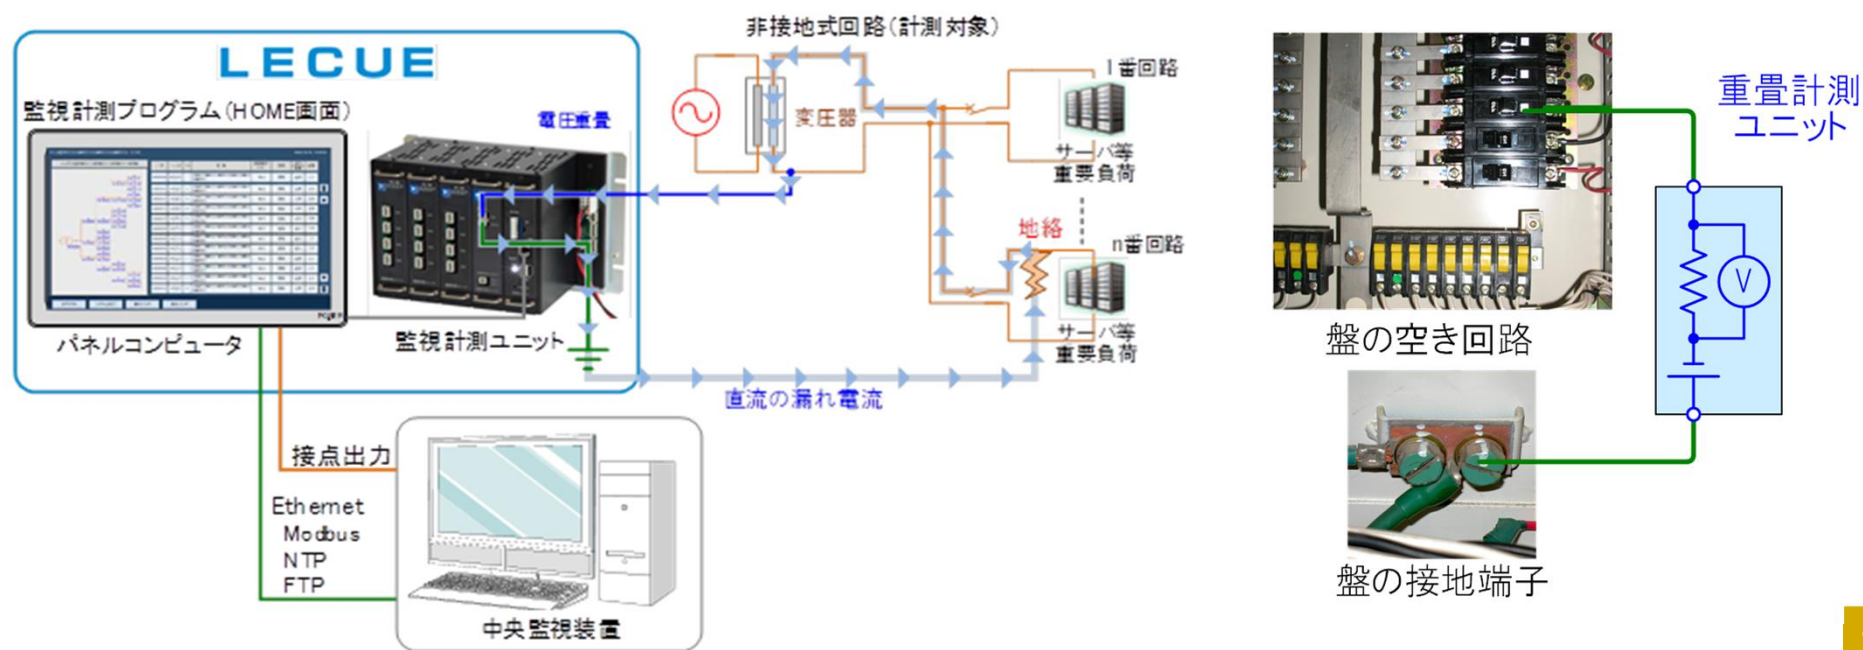 非接地式回路(計測対象)
LECUE
監視計測プログラム(HOME画面)
電圧重畳
変圧器
1番回路
サーバ等
重要負荷
地絡
n番回路
サーバ等
重要負荷
パネルコンピュータ
監視計測ユニット
直流の漏れ電流
接点出力
Ethernet
Modbus
NTP
FTP
中央監視装置
重畳計測
ユニット
V
盤の空き回路
盤の接地端子